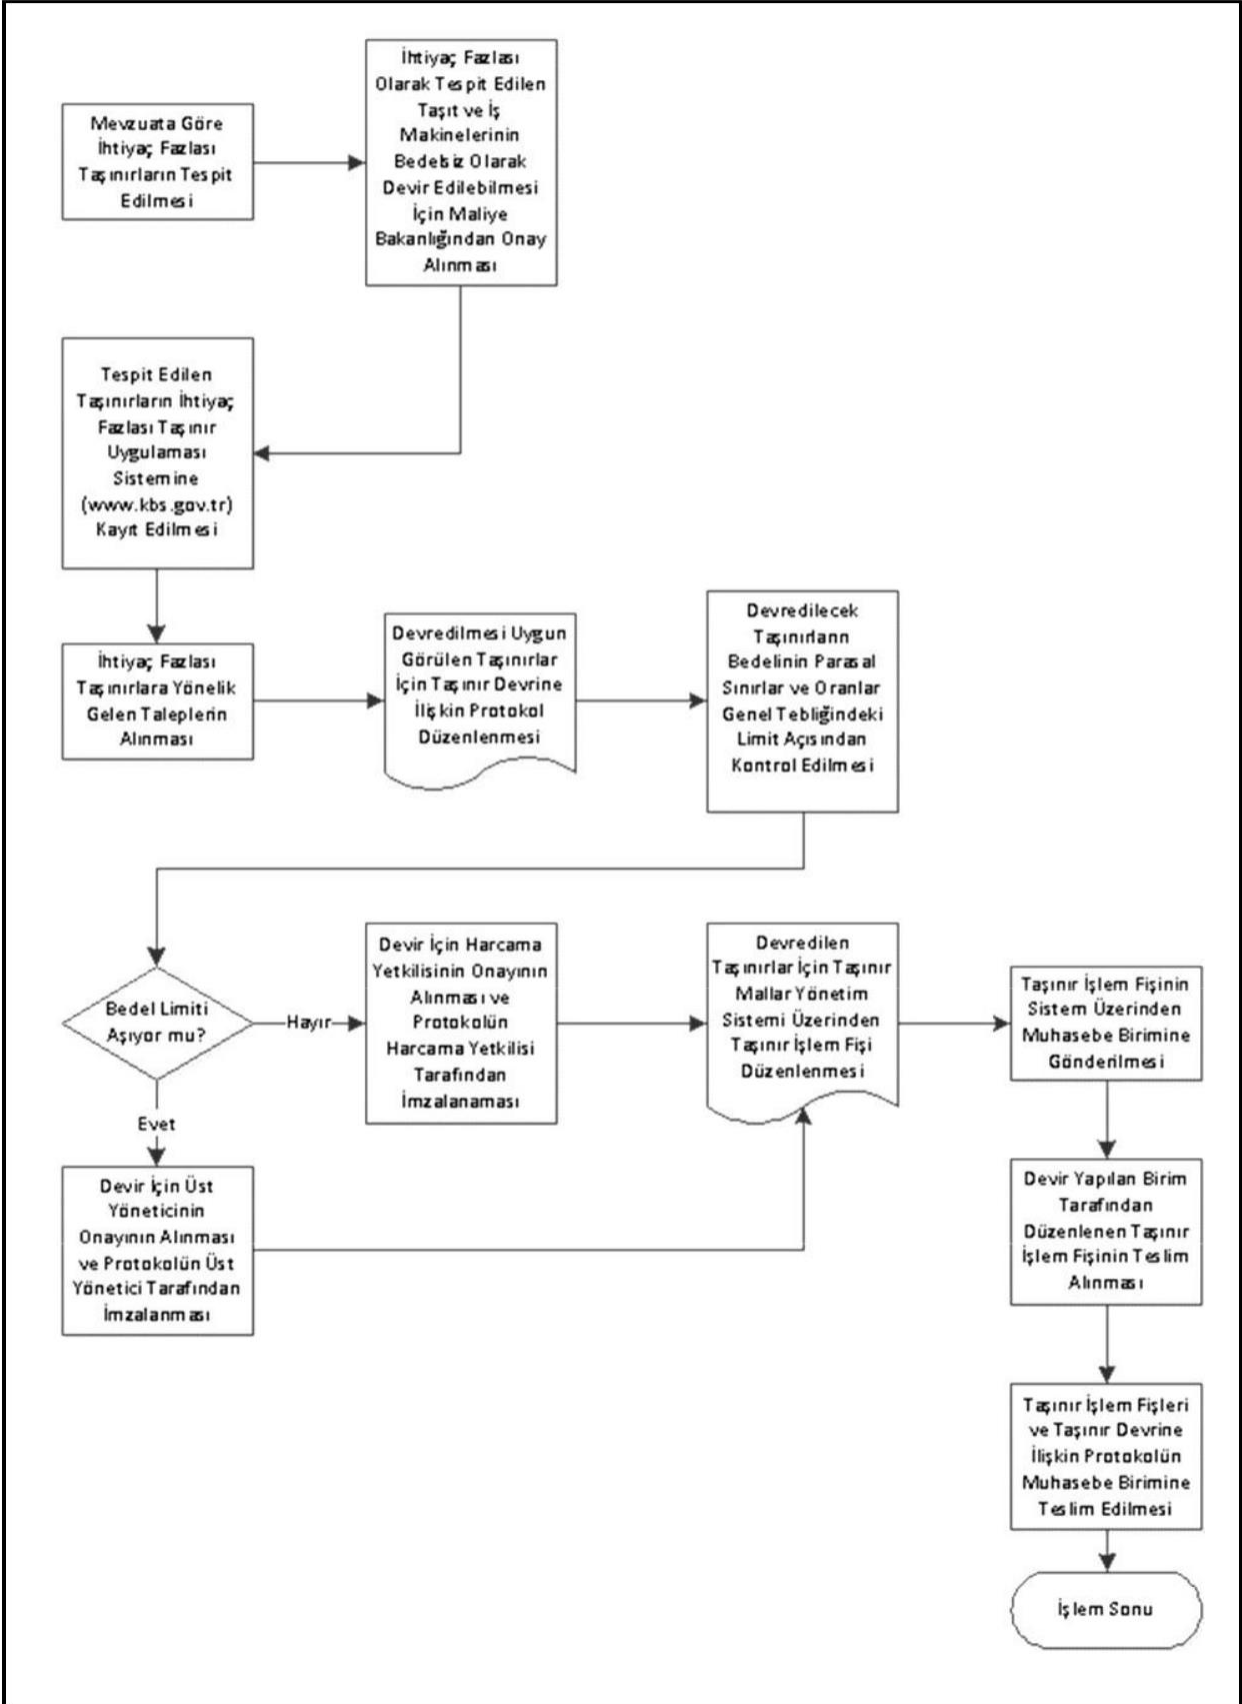 Mevzuata Göre
İhtiyaç Fazlası
Taşınırların Tespit
Edilmesi
İhtiyaç Fazlası
Olarak Tespit Edilen
Taşıt ve İş
Makinelerinin
Bedelsiz Olarak
Devir Edilebilmesi
İçin Maliye
Bakanlığından Onay
Alınması
Tespit Edilen
Taşınırların İhtiyaç
Fazlası Taşınır
Uygulaması
Sistemine
(www.kbs.gov.tr)
Kayıt Edilmesi
İhtiyaç Fazlası
Taşınırlara Yönelik
Gelen Taleplerin
Alınması
Devredilmesi Uygun
Görülen Taşınırlar
İçin Taşınır Devrine
İlişkin Protokol
Düzenlenmesi
Devredilecek
Taşınırların
Bedelinin Parasal
Sınırlar ve Oranlar
Genel Tebliğindeki
Limit Açısından
Kontrol Edilmesi
Bedel Limiti
Aşıyor mu?
Hayır
Devir İçin Harcama
Yetkilisinin Onayının
Alınması ve
Protokolün
Harcama Yetkilisi
Tarafından
İmzalanaması
Devredilen
Taşınırlar İçin Taşınır
Mallar Yönetim
Sistemi Üzerinden
Taşınır İşlem Fişi
Düzenlenmesi
Taşınır İşlem Fişinin
Sistem Üzerinden
Muhasebe Birimine
Gönderilmesi
Evet
Devir İçin Üst
Yöneticinin
Onayının Alınması
ve Protokolün Üst
Yönetici Tarafından
İmzalanması
Devir Yapılan Birim
Tarafından
Düzenlenen Taşınır
İşlem Fişinin Teslim
Alınması
Taşınır İşlem Fişleri
ve Taşınır Devrine
İlişkin Protokolün
Muhasebe Birimine
Teslim Edilmesi
İşlem Sonu